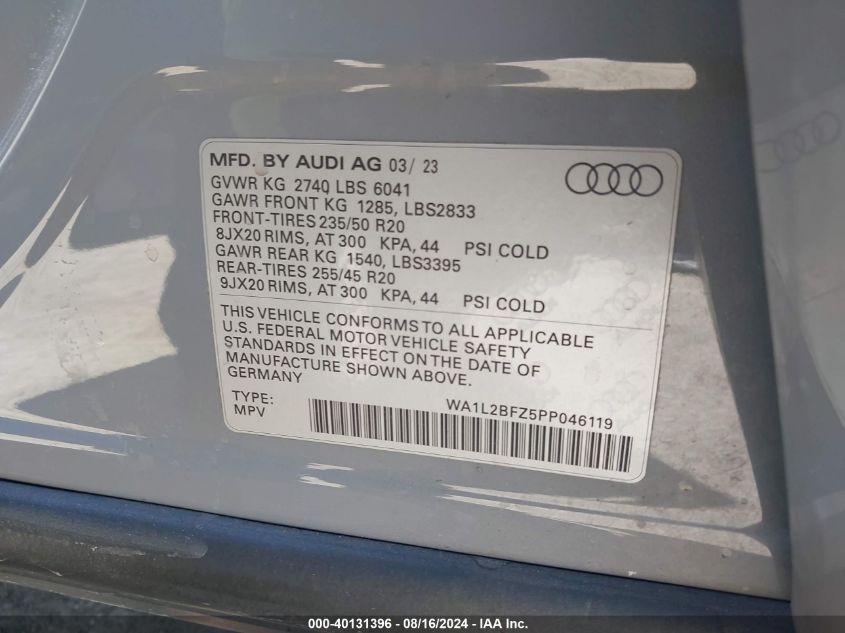 MFD. BY AUDI AG 03/ 23
GVWR KG 2740 LBS 6041
GAWR FRONT KG 1285, LBS2833
FRONT-TIRES 235/50 R20
8JX20 RIMS, AT 300 KPA, 44 PSI COLD
GAWR REAR KG 1540, LBS3395
REAR-TIRES 255/45 R20
9JX20 RIMS, AT 300 KPA, 44 PSI COLD
THIS VEHICLE CONFORMS TO ALL APPLICABLE
U.S. FEDERAL MOTOR VEHICLE SAFETY
STANDARDS IN EFFECT ON THE DATE OF
MANUFACTURE SHOWN ABOVE.
GERMANY
TYPE: WA1L2BFZ5PP046119
MPV
000-40131396 - 08/16/2024 - IAA Inc.